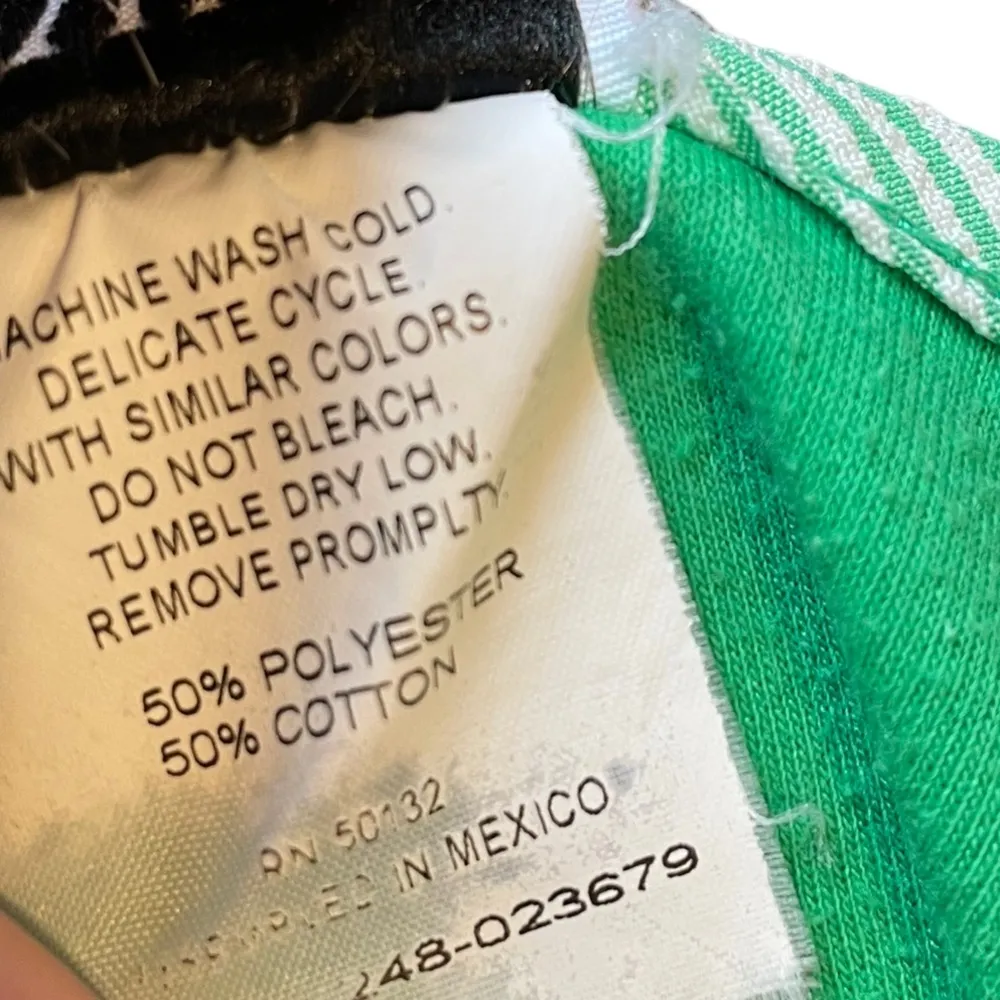 MACHINE WASH COLD.
DELICATE CYCLE.
WITH SIMILAR COLORS.
DO NOT BLEACH.
TUMBLE DRY LOW.
REMOVE PROMPLTY.
50% POLYESTER
50% COTTON
RN 50132
IN MEXICO
248-023679